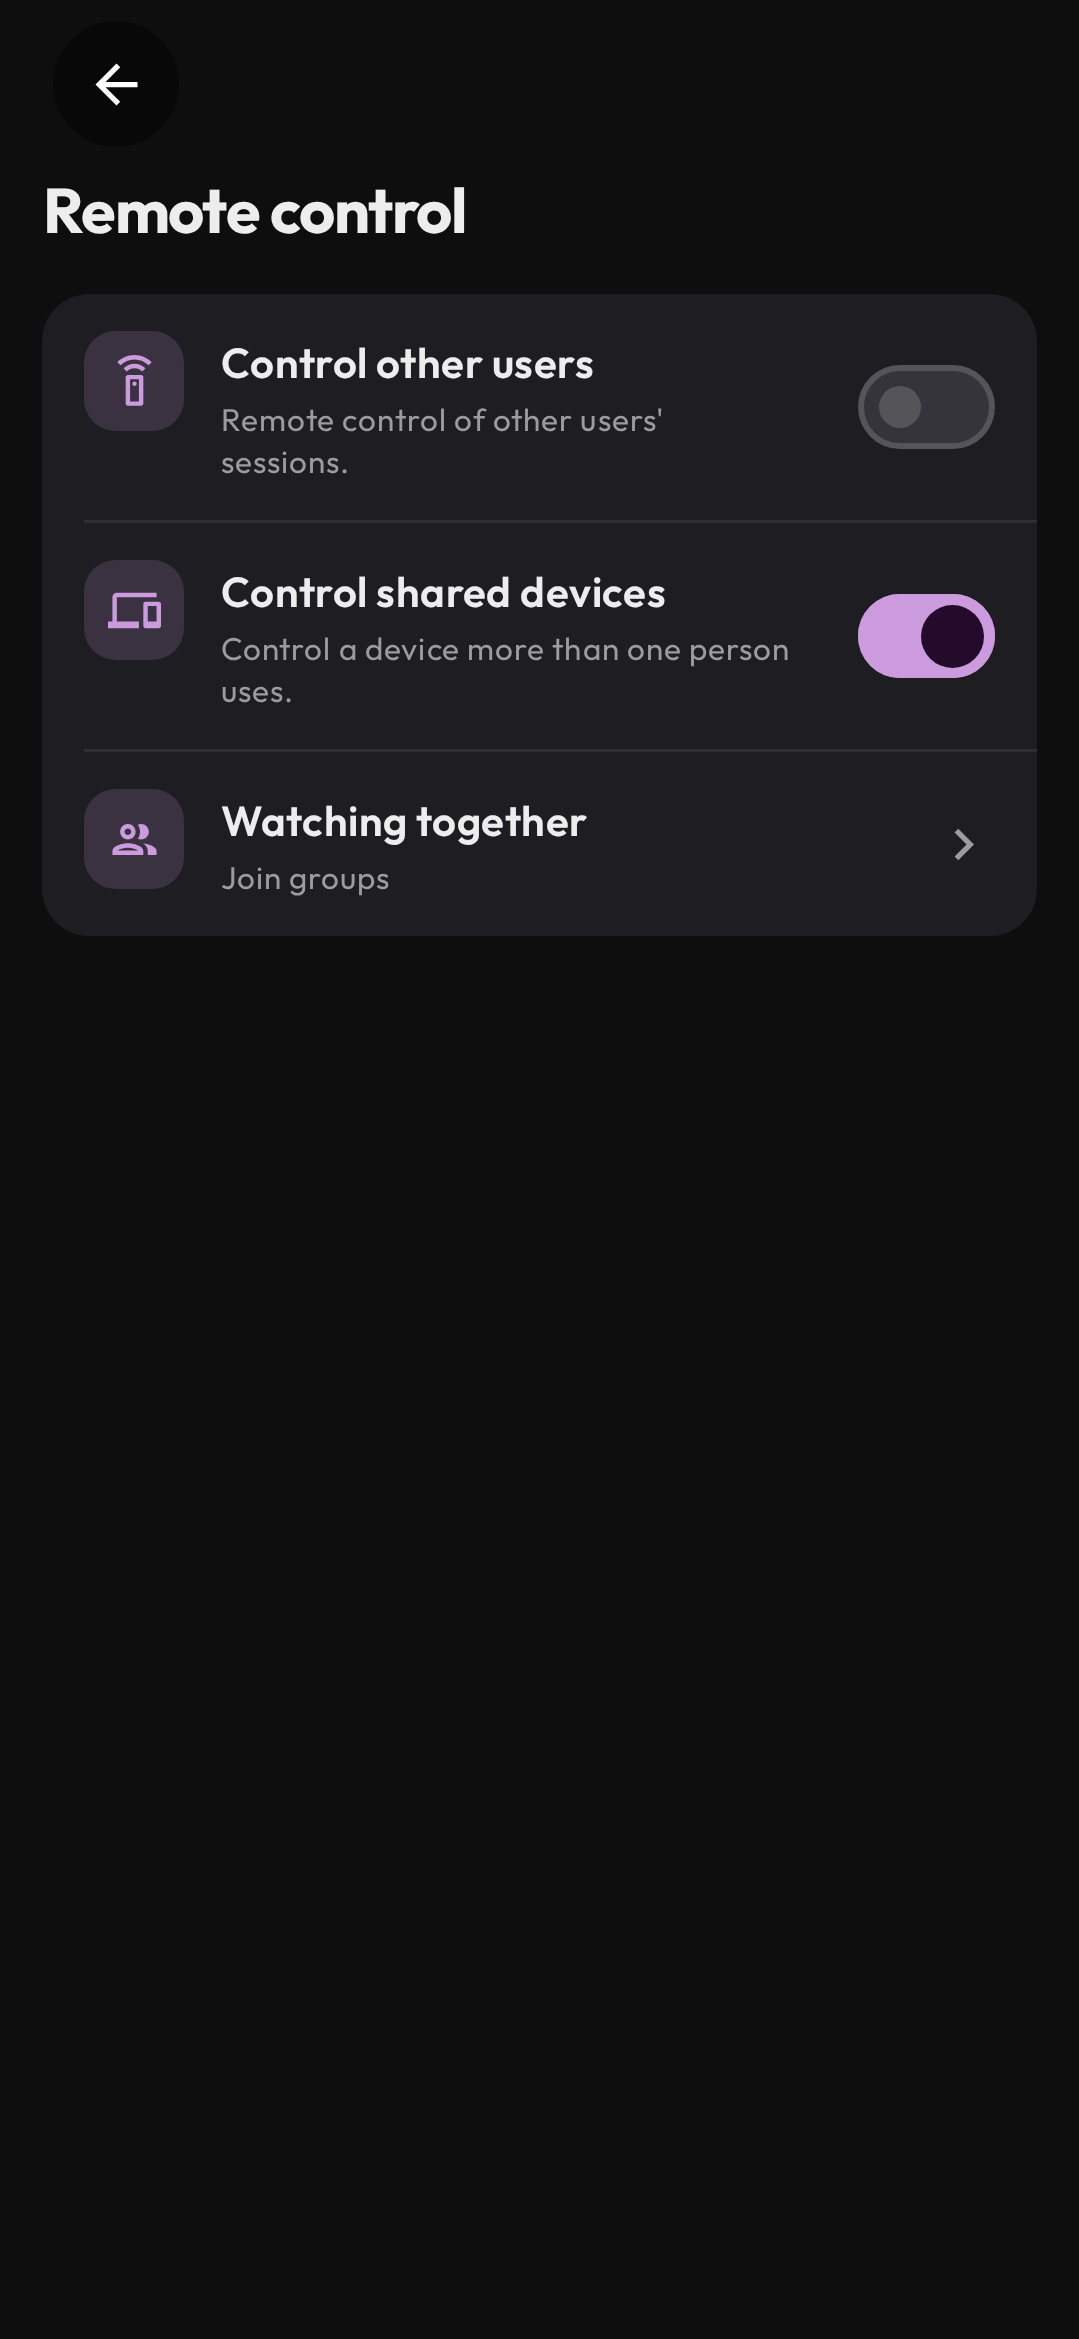 Remote control
Control other users
Remote control of other users'
sessions.
Control shared devices
Control a device more than one person
uses.
Watching together
Join groups